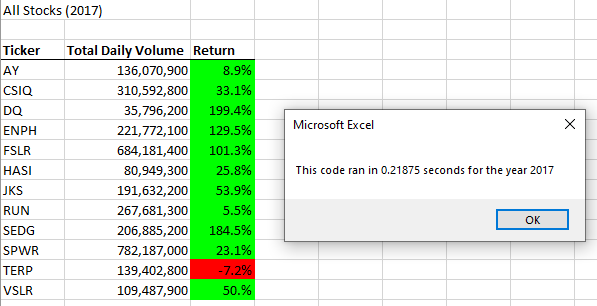 All Stocks (2017)
Ticker Total Daily Volume Return
AY 136,070,900 8.9%
CSIQ 310,592,800 33.1%
DQ 35,796,200 199.4%
ENPH 221,772,100 129.5%
FSLR 684,181,400 101.3%
HASI 80,949,300 25.8%
JKS 191,632,200 53.9%
RUN 267,681,300 5.5%
SEDG 206,885,200 184.5%
SPWR 782,187,000 23.1%
TERP 139,402,800 -7.2%
VSLR 109,487,900 50.%
Microsoft Excel
This code ran in 0.21875 seconds for the year 2017
OK